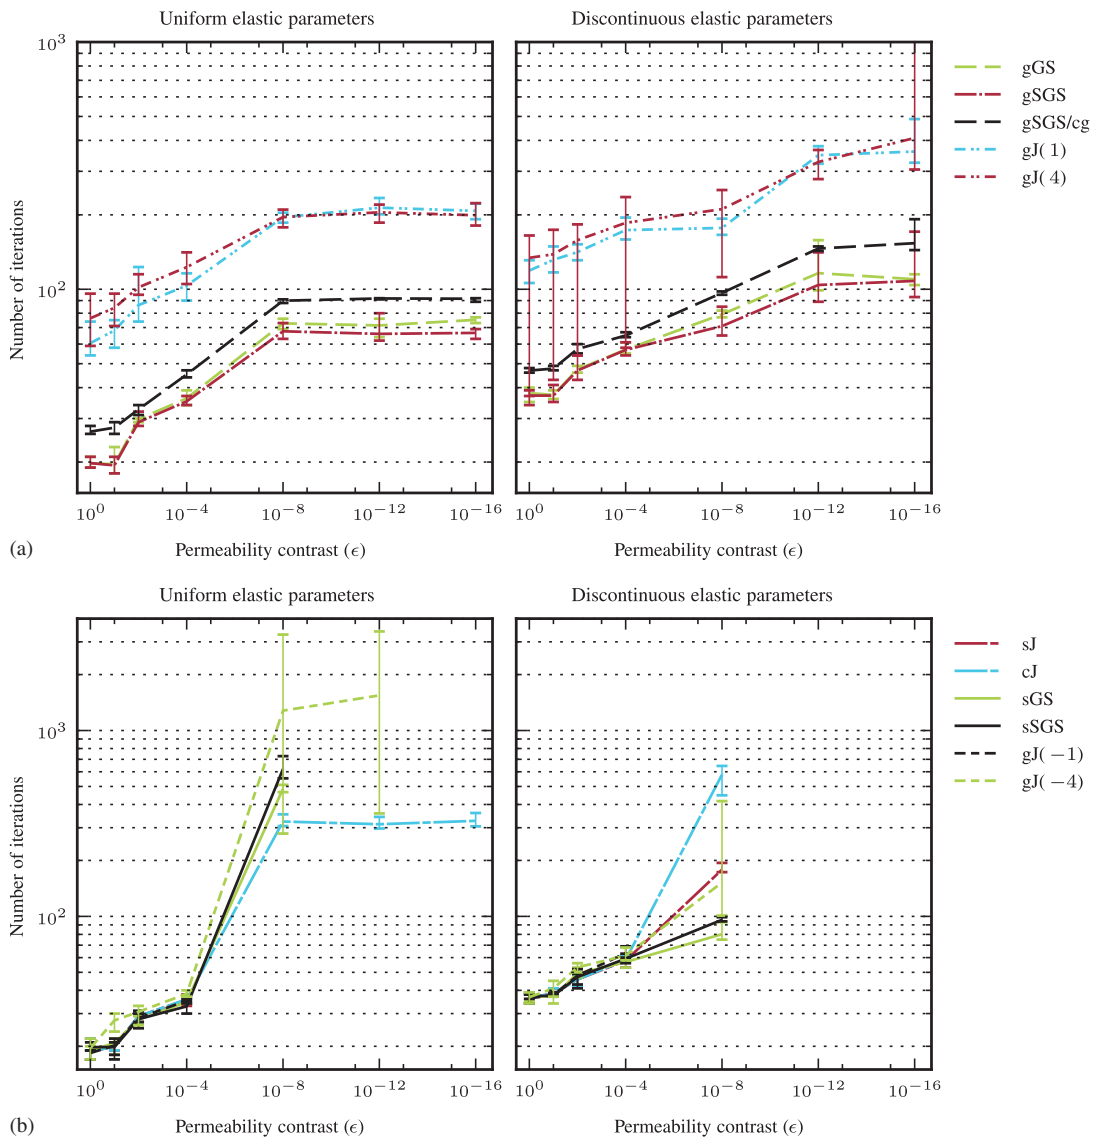 Uniform elastic parameters
Discontinuous elastic parameters
10^3
10^2
Number of iterations
10^0 10^−4 10^−8 10^−12 10^−16
10^0 10^−4 10^−8 10^−12 10^−16
Permeability contrast (ϵ)
Permeability contrast (ϵ)
gGS
gSGS
gSGS/cg
gJ( 1)
gJ( 4)
(a)
Uniform elastic parameters
Discontinuous elastic parameters
10^3
10^2
Number of iterations
10^0 10^−4 10^−8 10^−12 10^−16
10^0 10^−4 10^−8 10^−12 10^−16
Permeability contrast (ϵ)
Permeability contrast (ϵ)
sJ
cJ
sGS
sSGS
gJ( −1)
gJ( −4)
(b)